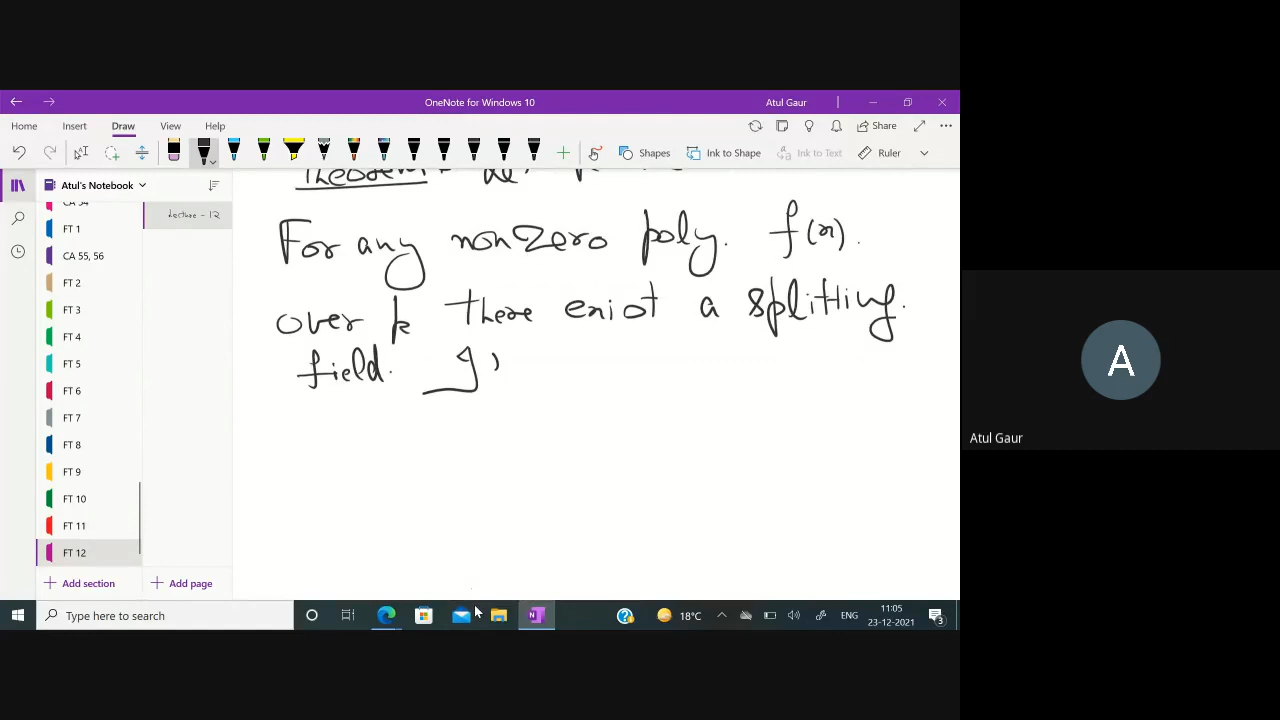 OneNote for Windows 10
Atul Gaur
Home
Insert
Draw
View
Help
Share
Shapes
Ink to Shape
Ink to Text
Ruler
Atul's Notebook
CA 54
FT 1
CA 55, 56
FT 2
FT 3
FT 4
FT 5
FT 6
FT 7
FT 8
FT 9
FT 10
FT 11
FT 12
Add section
Lecture - 12
Add page
Theorem :
For any nonzero poly. f(x).
over k there exist a splitting.
field.
A
Atul Gaur
Type here to search
18°C
ENG
11:05
23-12-2021
3